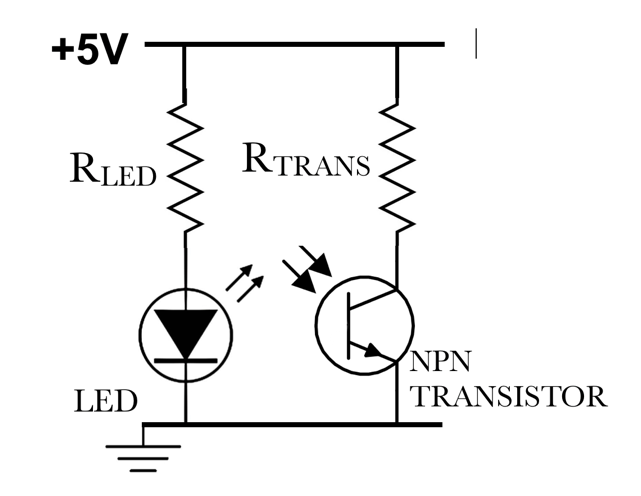 +5V
RLED
RTRANS
NPN
TRANSISTOR
LED